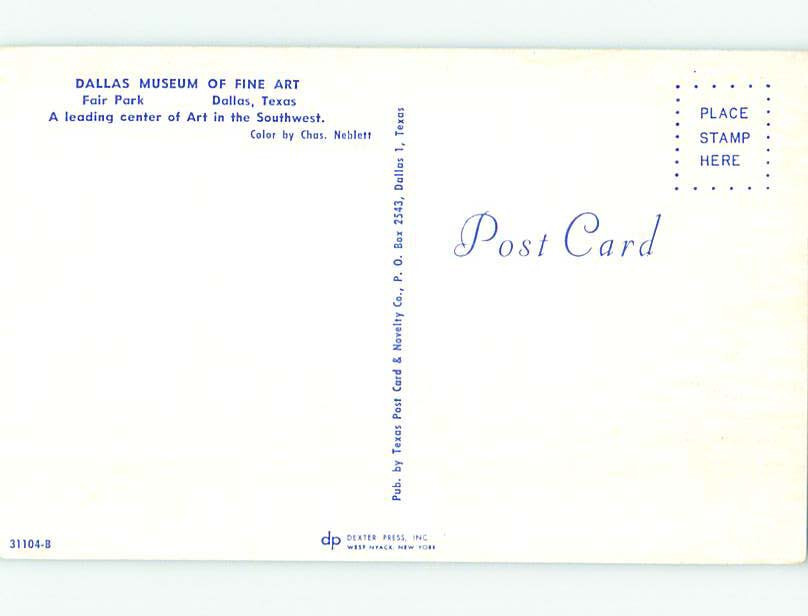 DALLAS MUSEUM OF FINE ART
Fair Park Dallas, Texas
A leading center of Art in the Southwest.
Color by Chas. Neblett
Pub. by Texas Post Card & Novelty Co., P. O. Box 2543, Dallas 1, Texas
PLACE
STAMP
HERE
Post Card
31104-B
dp DEXTER PRESS, INC
WEST NYACK, NEW YORK